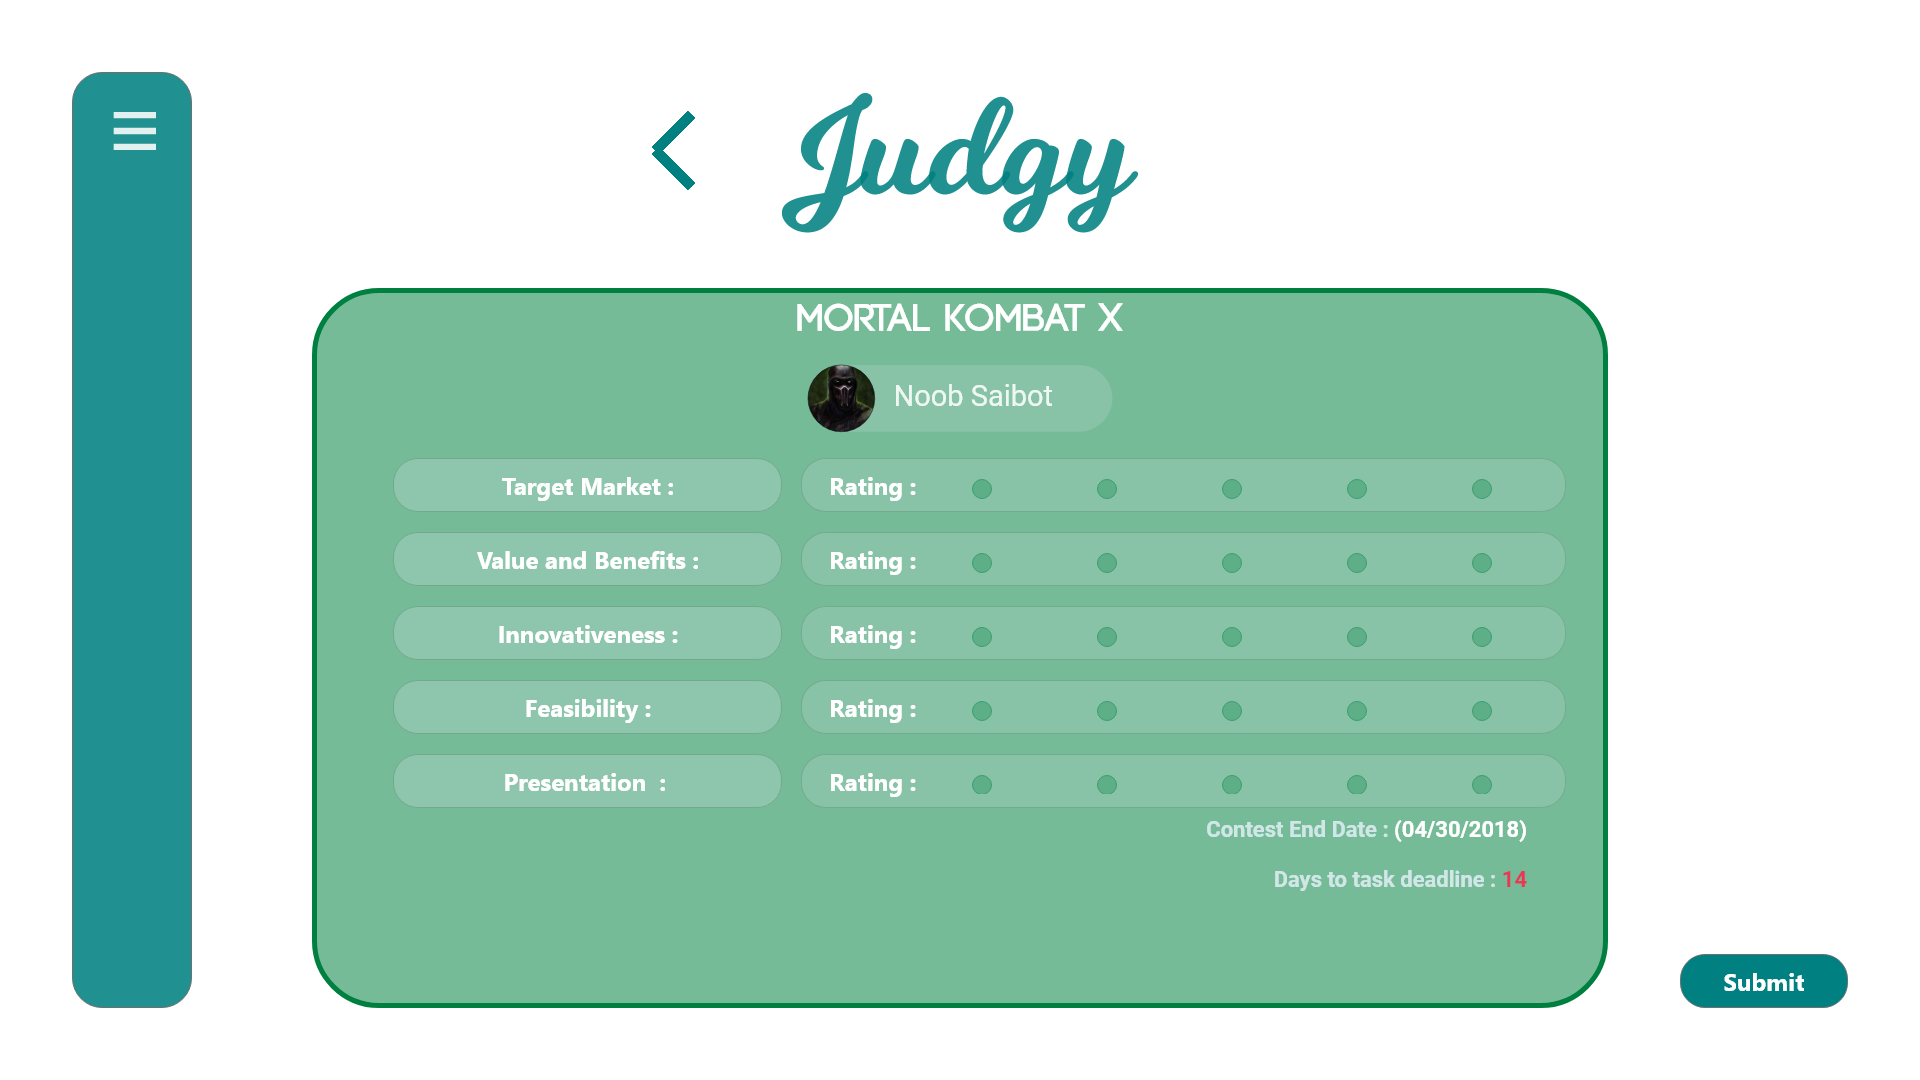 Judgy
MORTAL KOMBAT X
Noob Saibot
Target Market : Rating :
Value and Benefits : Rating :
Innovativeness : Rating :
Feasibility : Rating :
Presentation  : Rating :
Contest End Date : (04/30/2018)
Days to task deadline : 14
Submit